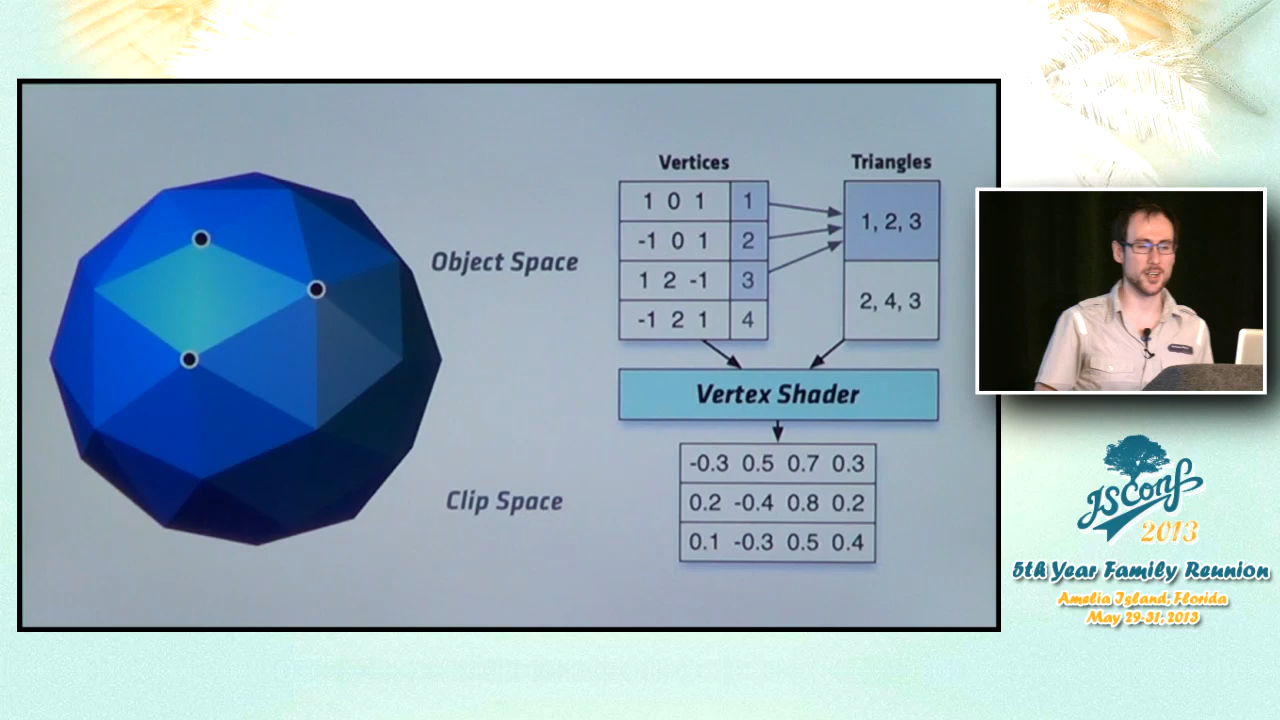 Vertices
Triangles
1 0 1 1
-1 0 1 2
1 2 -1 3
-1 2 1 4
1, 2, 3
2, 4, 3
Object Space
Vertex Shader
-0.3 0.5 0.7 0.3
0.2 -0.4 0.8 0.2
0.1 -0.3 0.5 0.4
Clip Space
JSConf
2013
5th Year Family Reunion
Amelia Island, Florida
May 29-31, 2013